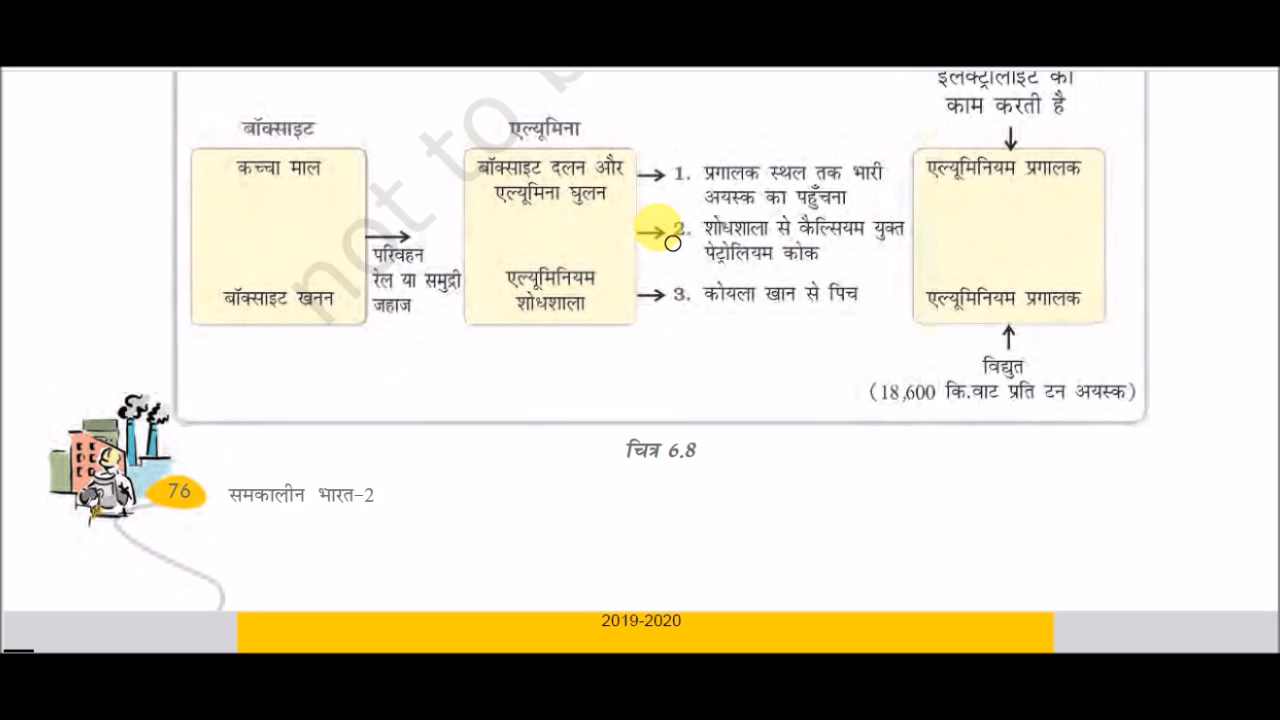 इलेक्ट्रोलाइट का
काम करती है
बॉक्साइट
कच्चा माल
बॉक्साइट खनन
परिवहन
रेल या समुद्री
जहाज
एल्यूमिना
बॉक्साइट दलन और
एल्यूमिना घुलन
एल्यूमिनियम
शोधशाला
1. प्रगालक स्थल तक भारी
अयस्क का पहुँचना
2. शोधशाला से कैल्सियम युक्त
पेट्रोलियम कोक
3. कोयला खान से पिच
एल्यूमिनियम प्रगालक
एल्यूमिनियम प्रगालक
विद्युत
(18,600 कि.वाट प्रति टन अयस्क)
not to b
चित्र 6.8
76 समकालीन भारत-2
2019-2020